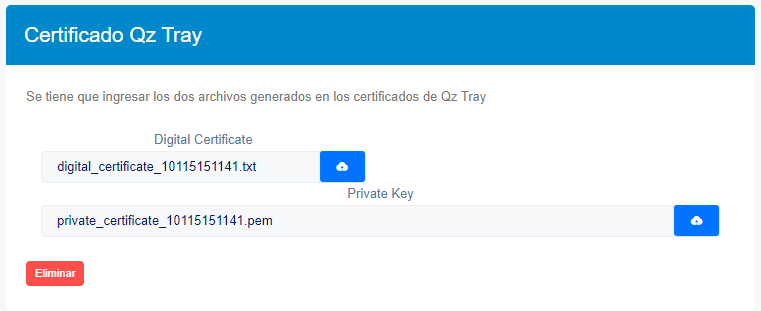 Certificado Qz Tray
Se tiene que ingresar los dos archivos generados en los certificados de Qz Tray
Digital Certificate
digital_certificate_10115151141.txt
Private Key
private_certificate_10115151141.pem
Eliminar